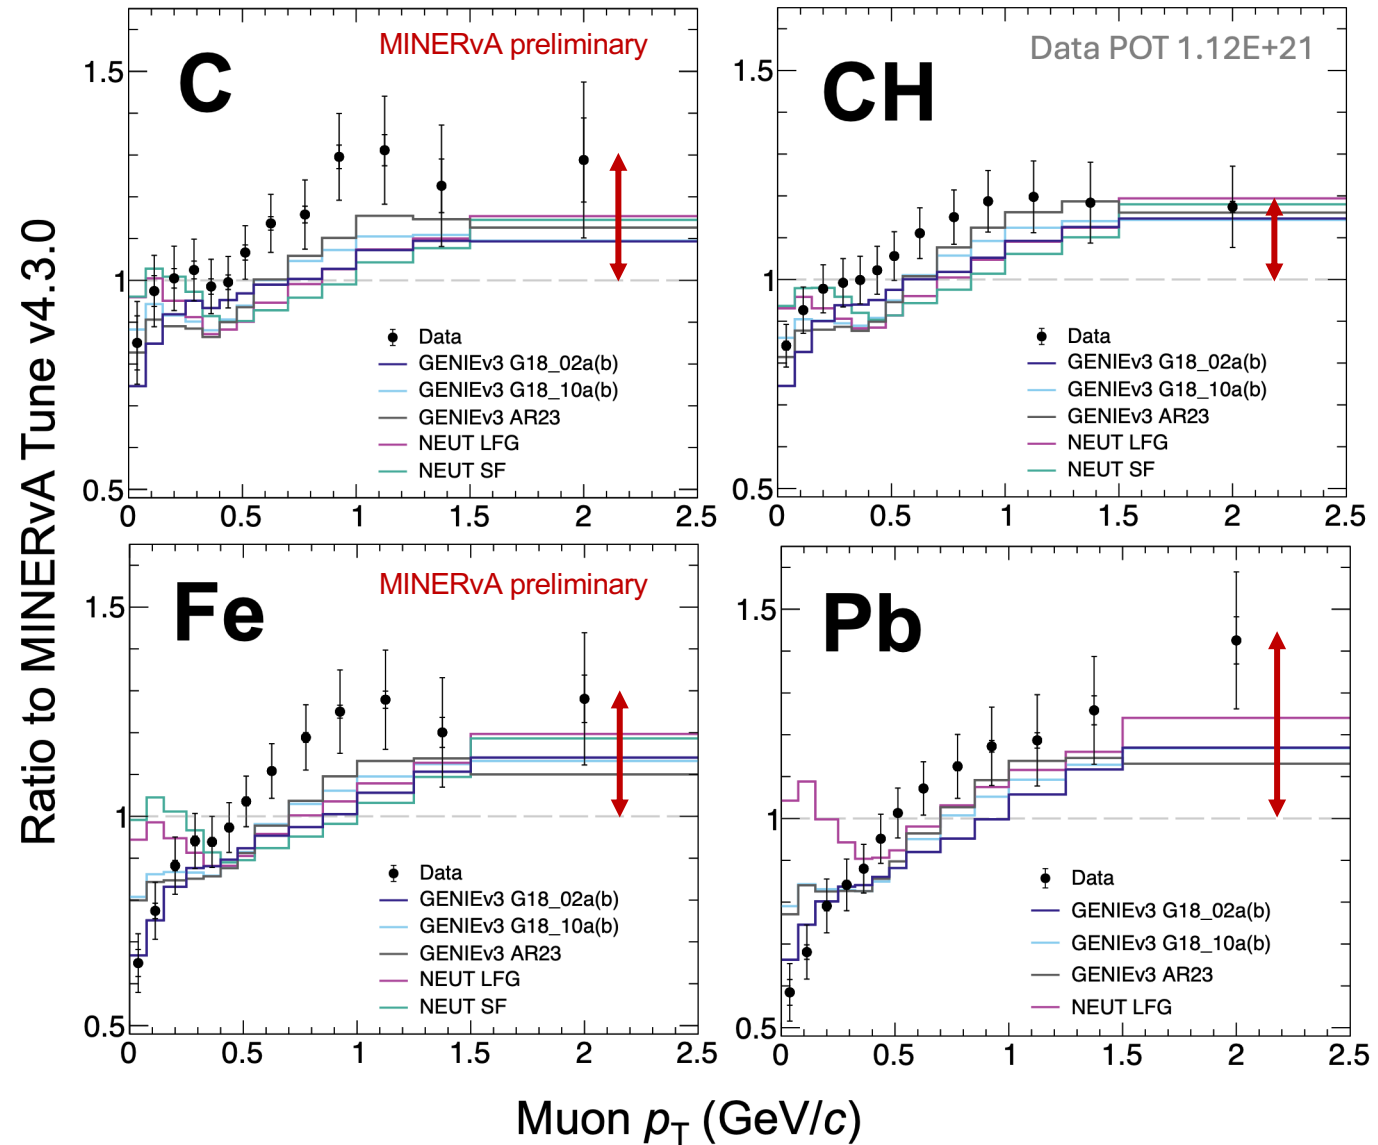 Ratio to MINERvA Tune v4.3.0
C
MINERvA preliminary
1.5
1
0.5
0 0.5 1 1.5 2 2.5
Data
GENIEv3 G18_02a(b)
GENIEv3 G18_10a(b)
GENIEv3 AR23
NEUT LFG
NEUT SF
CH
Data POT 1.12E+21
1.5
1
0.5
0 0.5 1 1.5 2 2.5
Data
GENIEv3 G18_02a(b)
GENIEv3 G18_10a(b)
GENIEv3 AR23
NEUT LFG
NEUT SF
Fe
MINERvA preliminary
1.5
1
0.5
0 0.5 1 1.5 2 2.5
Data
GENIEv3 G18_02a(b)
GENIEv3 G18_10a(b)
GENIEv3 AR23
NEUT LFG
NEUT SF
Pb
1.5
1
0.5
0 0.5 1 1.5 2 2.5
Data
GENIEv3 G18_02a(b)
GENIEv3 G18_10a(b)
GENIEv3 AR23
NEUT LFG
Muon pT (GeV/c)